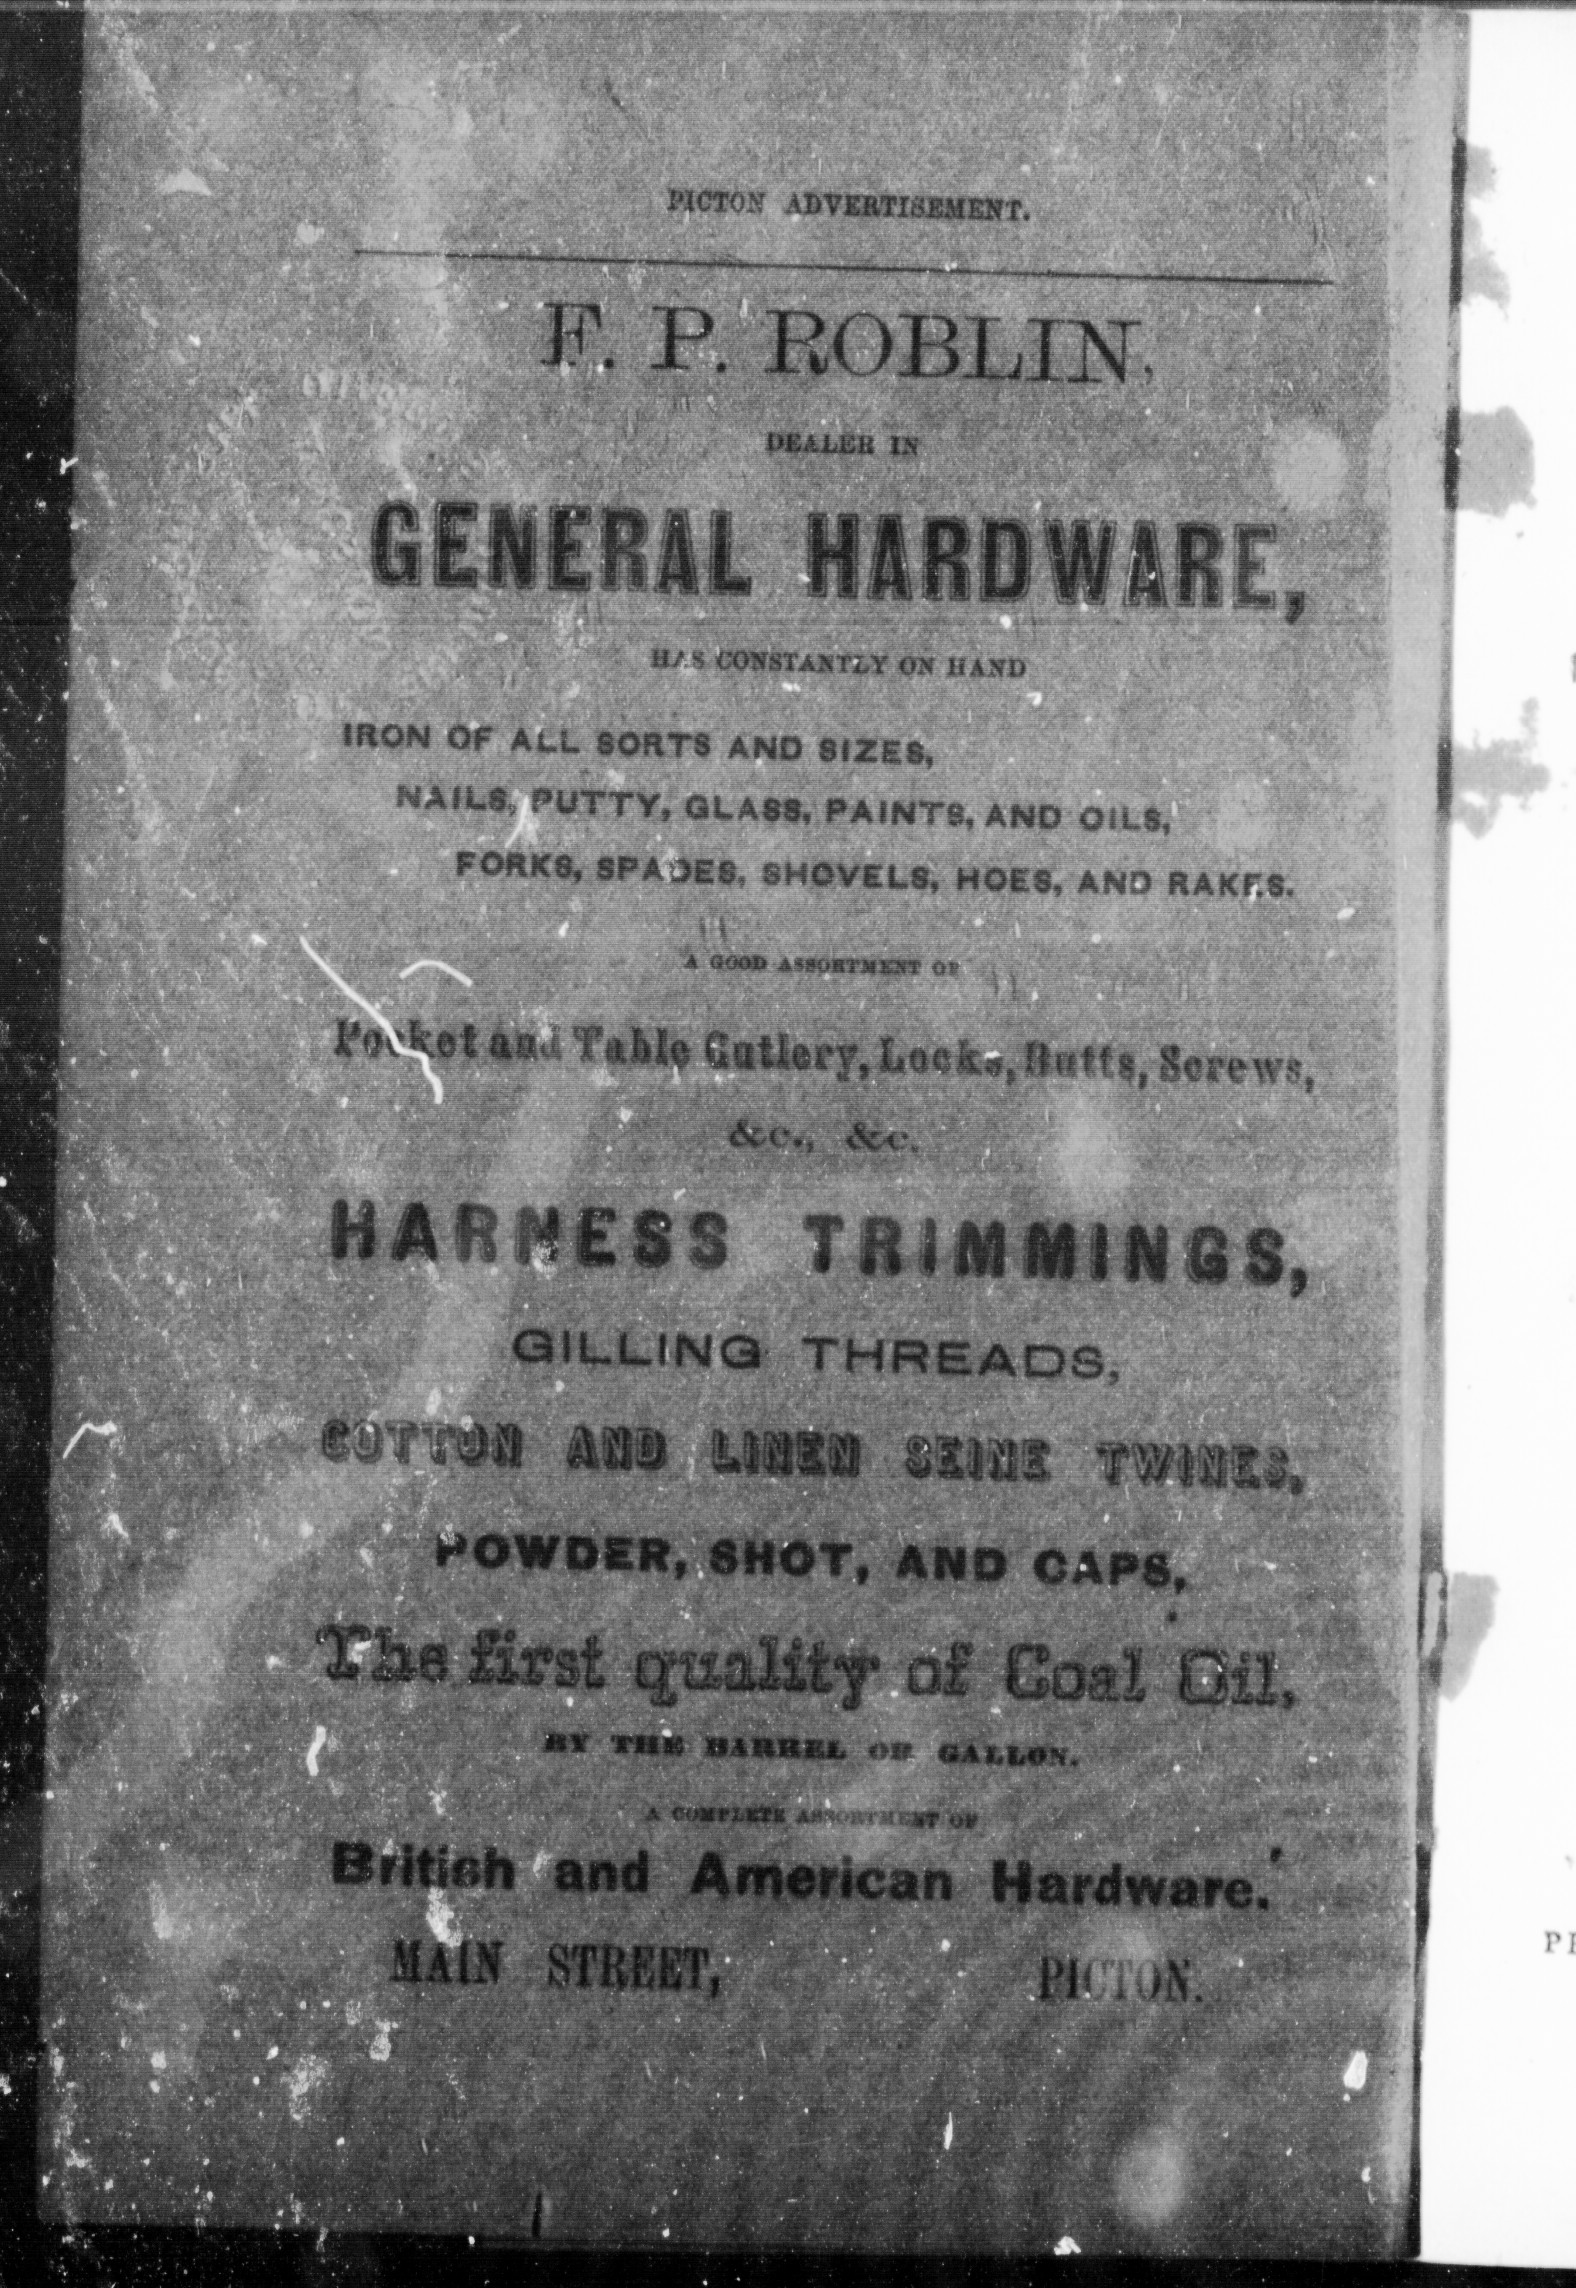 PICTON ADVERTISEMENT.
F. P. ROBLIN,
DEALER IN
GENERAL HARDWARE,
HAS CONSTANTLY ON HAND
IRON OF ALL SORTS AND SIZES,
NAILS, PUTTY, GLASS, PAINTS, AND OILS,
FORKS, SPADES, SHOVELS, HOES, AND RAKES.
A GOOD ASSORTMENT OF
Pocket and Table Cutlery, Locks, Butts, Screws,
&c., &c.
HARNESS TRIMMINGS,
GILLING THREADS,
COTTON AND LINEN SEINE TWINES,
POWDER, SHOT, AND CAPS,
The first quality of Coal Oil,
BY THE BARREL OR GALLON.
A COMPLETE ASSORTMENT OF
British and American Hardware.
MAIN STREET, PICTON.